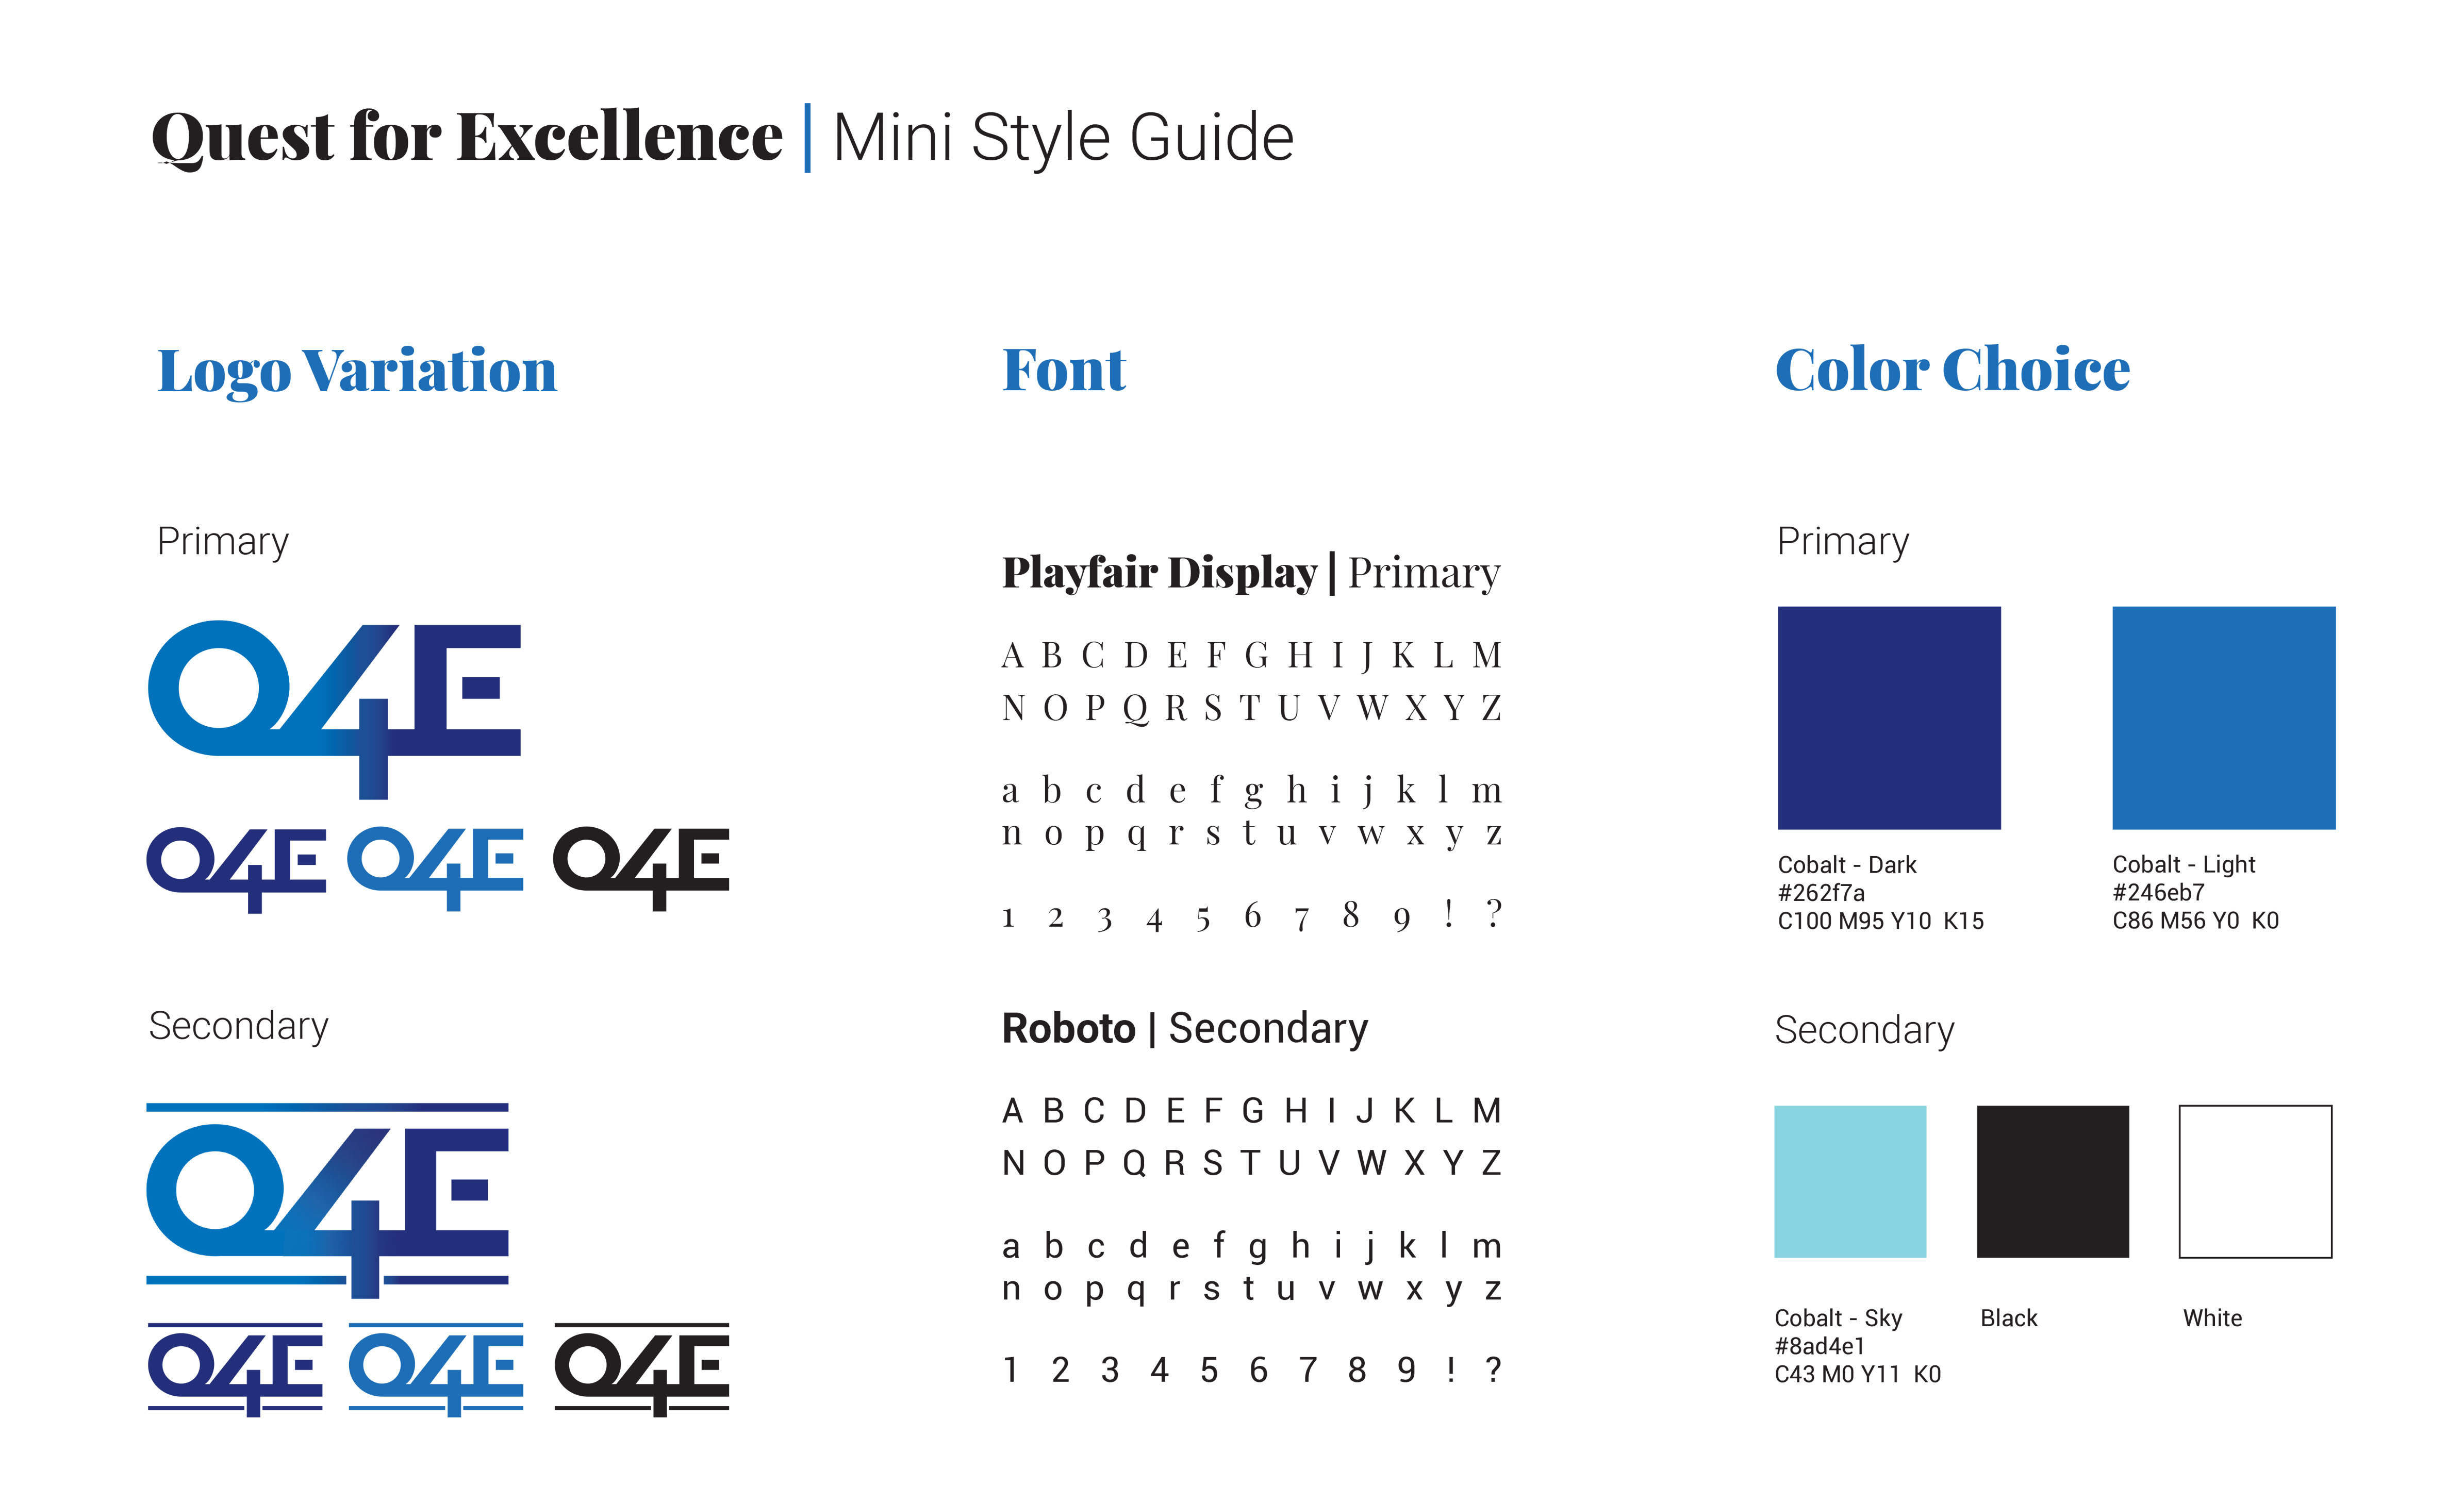 Quest for Excellence | Mini Style Guide
Logo Variation
Primary
Q4E
Q4E Q4E Q4E
Secondary
Q4E
Q4E Q4E Q4E
Font
Playfair Display | Primary
A B C D E F G H I J K L M
N O P Q R S T U V W X Y Z
a b c d e f g h i j k l m
n o p q r s t u v w x y z
1 2 3 4 5 6 7 8 9 ! ?
Roboto | Secondary
A B C D E F G H I J K L M
N O P Q R S T U V W X Y Z
a b c d e f g h i j k l m
n o p q r s t u v w x y z
1 2 3 4 5 6 7 8 9 ! ?
Color Choice
Primary
Cobalt - Dark
#262f7a
C100 M95 Y10 K15
Cobalt - Light
#246eb7
C86 M56 Y0 K0
Secondary
Cobalt - Sky
#8ad4e1
C43 M0 Y11 K0
Black
White